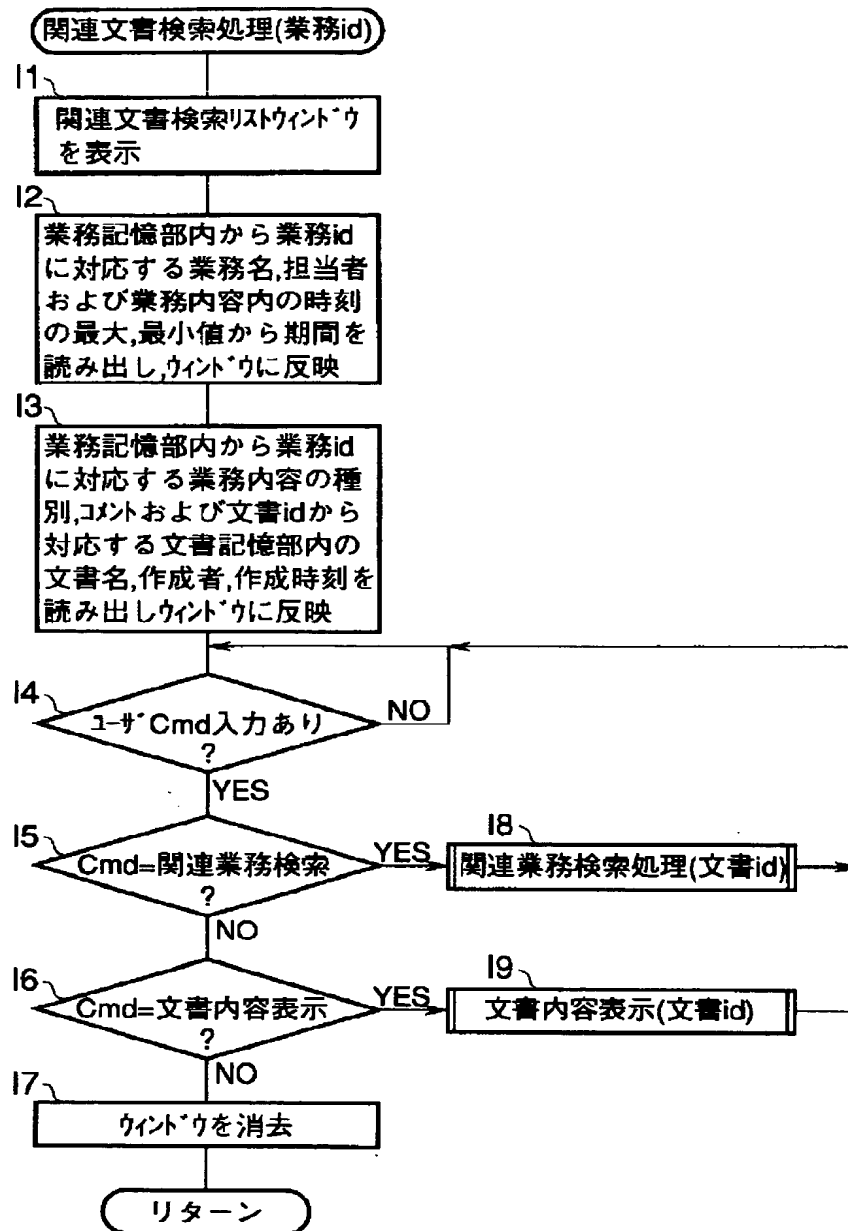 関連文書検索処理(業務id)
I1
関連文書検索リストウィンドウ
を表示
I2
業務記憶部内から業務id
に対応する業務名,担当者
および業務内容内の時刻
の最大,最小値から期間を
読み出し,ウィンドウに反映
I3
業務記憶部内から業務id
に対応する業務内容の種
別,コメントおよび文書idから
対応する文書記憶部内の
文書名,作成者,作成時刻を
読み出しウィンドウに反映
I4
ユーザCmd入力あり
?
NO
YES
I5
Cmd=関連業務検索
?
YES
I8
関連業務検索処理(文書id)
NO
I6
Cmd=文書内容表示
?
YES
I9
文書内容表示(文書id)
NO
I7
ウィンドウを消去
リターン